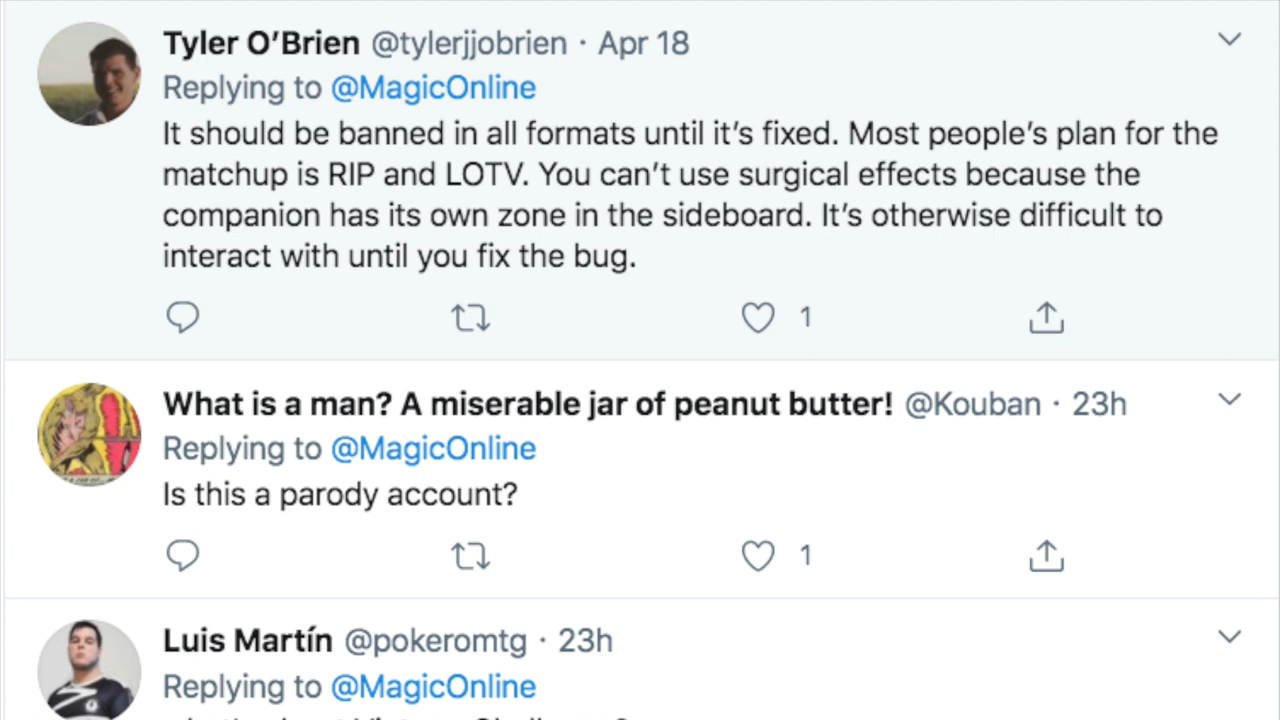 Tyler O’Brien @tylerjjobrien · Apr 18
Replying to @MagicOnline
It should be banned in all formats until it’s fixed. Most people’s plan for the
matchup is RIP and LOTV. You can’t use surgical effects because the
companion has its own zone in the sideboard. It’s otherwise difficult to
interact with until you fix the bug.
1
What is a man? A miserable jar of peanut butter! @Kouban · 23h
Replying to @MagicOnline
Is this a parody account?
1
Luis Martín @pokeromtg · 23h
Replying to @MagicOnline